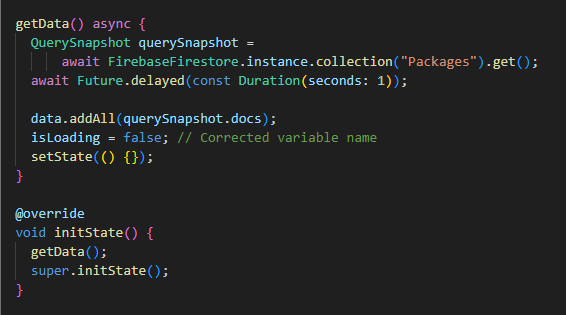 getData() async {
  QuerySnapshot querySnapshot =
      await FirebaseFirestore.instance.collection("Packages").get();
  await Future.delayed(const Duration(seconds: 1));

  data.addAll(querySnapshot.docs);
  isLoading = false; // Corrected variable name
  setState(() {});
}

@override
void initState() {
  getData();
  super.initState();
}